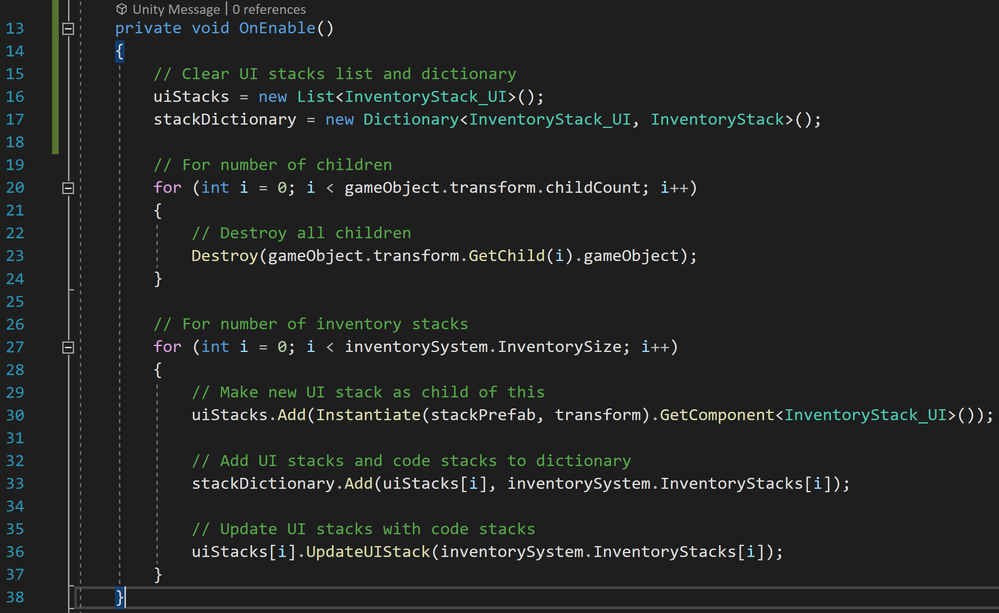 Unity Message | 0 references
13 private void OnEnable()
14 {
15 // Clear UI stacks list and dictionary
16 uiStacks = new List<InventoryStack_UI>();
17 stackDictionary = new Dictionary<InventoryStack_UI, InventoryStack>();
18
19 // For number of children
20 for (int i = 0; i < gameObject.transform.childCount; i++)
21 {
22 // Destroy all children
23 Destroy(gameObject.transform.GetChild(i).gameObject);
24 }
25
26 // For number of inventory stacks
27 for (int i = 0; i < inventorySystem.InventorySize; i++)
28 {
29 // Make new UI stack as child of this
30 uiStacks.Add(Instantiate(stackPrefab, transform).GetComponent<InventoryStack_UI>());
31
32 // Add UI stacks and code stacks to dictionary
33 stackDictionary.Add(uiStacks[i], inventorySystem.InventoryStacks[i]);
34
35 // Update UI stacks with code stacks
36 uiStacks[i].UpdateUIStack(inventorySystem.InventoryStacks[i]);
37 }
38 }